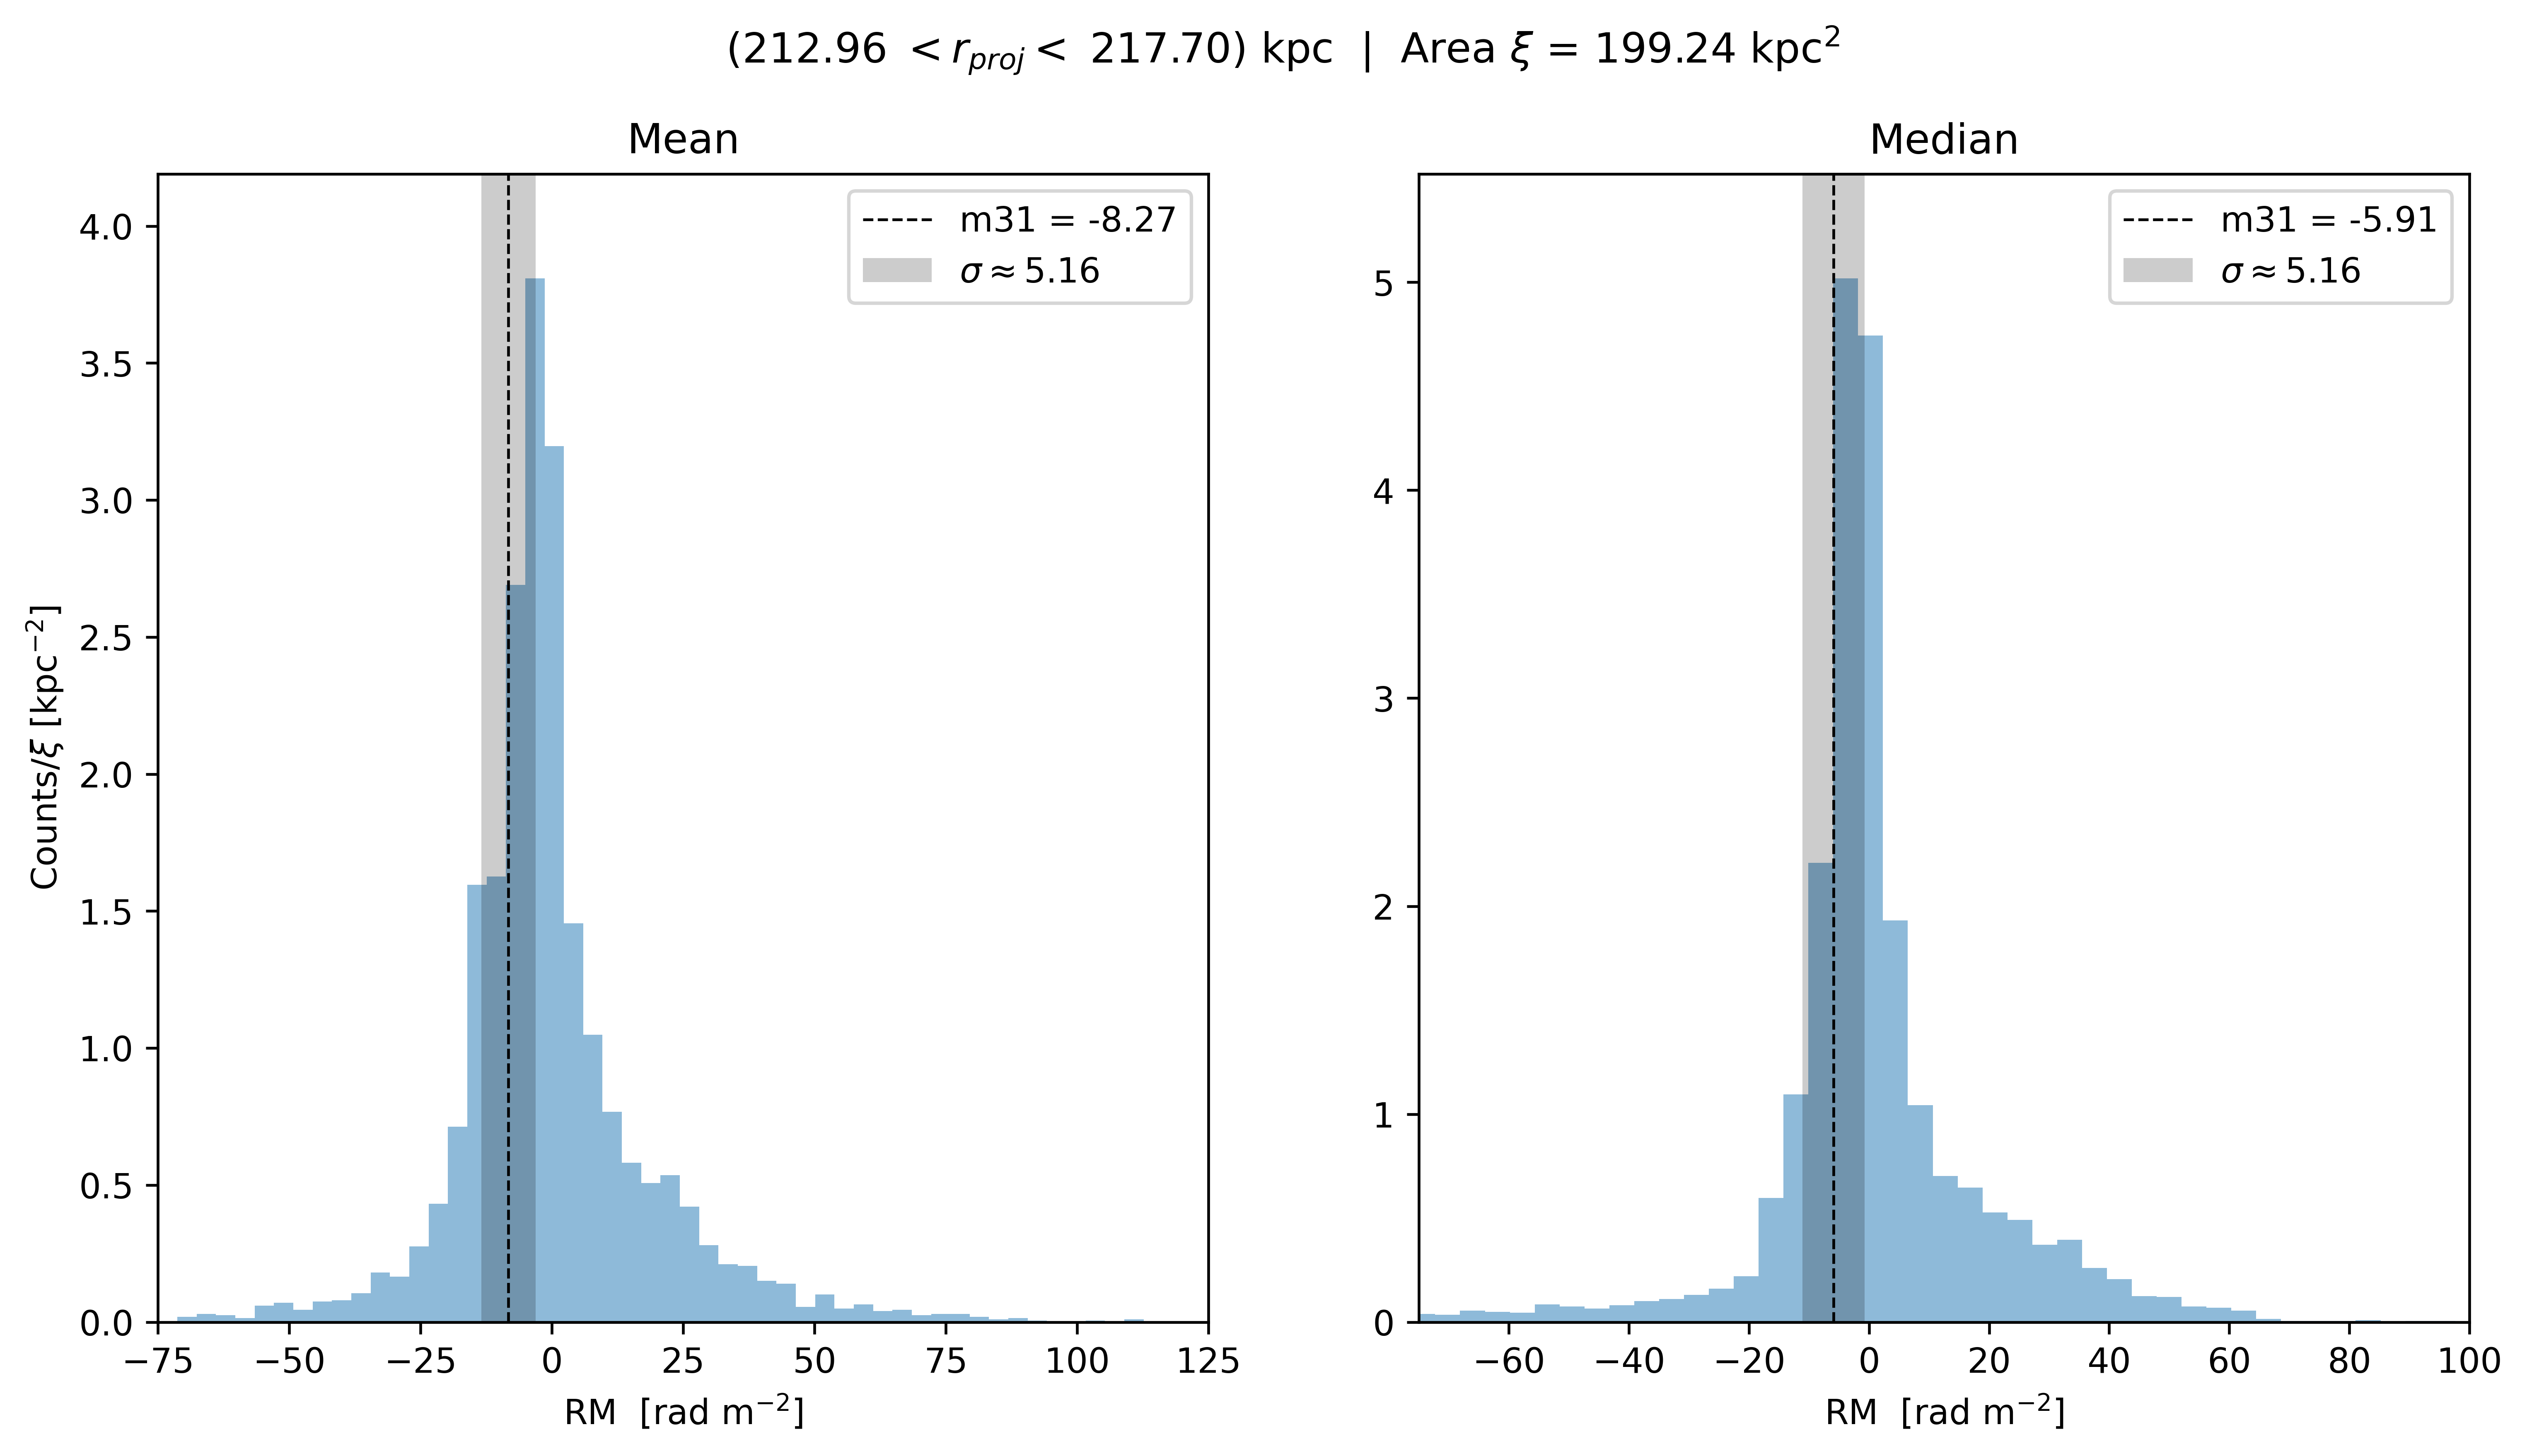 (212.96 < r_proj < 217.70) kpc | Area ξ = 199.24 kpc²
Mean
m31 = -8.27
σ ≈ 5.16
Counts/ξ [kpc⁻²]
4.0
3.5
3.0
2.5
2.0
1.5
1.0
0.5
0.0
−75 −50 −25 0 25 50 75 100 125
RM [rad m⁻²]
Median
m31 = -5.91
σ ≈ 5.16
5
4
3
2
1
0
−60 −40 −20 0 20 40 60 80 100
RM [rad m⁻²]